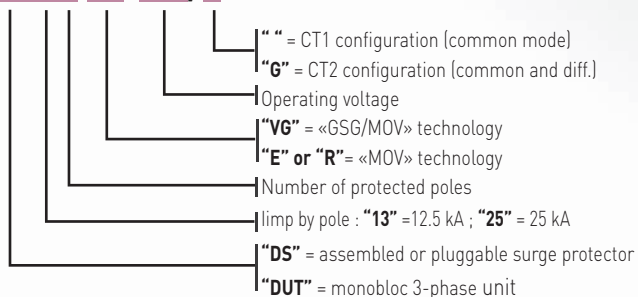 “ “ = CT1 configuration (common mode)
“G” = CT2 configuration (common and diff.)
Operating voltage
“VG” = «GSG/MOV» technology
“E” or “R”= «MOV» technology
Number of protected poles
Iimp by pole : “13” =12.5 kA ; “25” = 25 kA
“DS” = assembled or pluggable surge protector
“DUT” = monobloc 3-phase unit